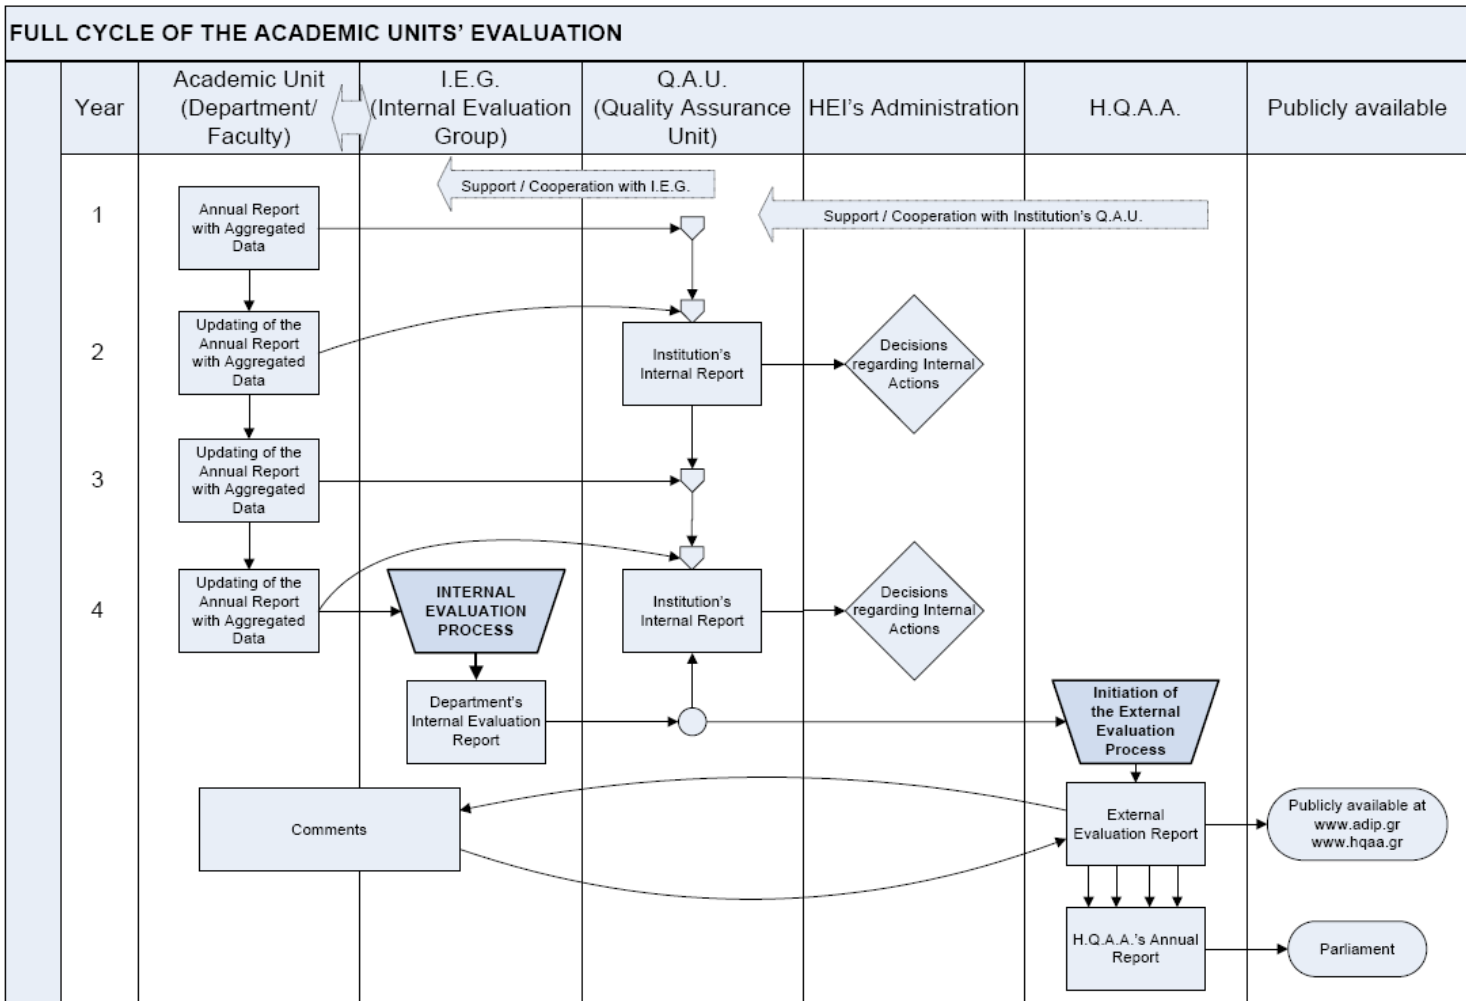 FULL CYCLE OF THE ACADEMIC UNITS' EVALUATION
Year
Academic Unit
(Department/
Faculty)
I.E.G.
(Internal Evaluation
Group)
Q.A.U.
(Quality Assurance
Unit)
HEI's Administration
H.Q.A.A.
Publicly available
1
Annual Report
with Aggregated
Data
Support / Cooperation with I.E.G.
Support / Cooperation with Institution's Q.A.U.
2
Updating of the
Annual Report
with Aggregated
Data
Institution's
Internal Report
Decisions
regarding Internal
Actions
3
Updating of the
Annual Report
with Aggregated
Data
4
Updating of the
Annual Report
with Aggregated
Data
INTERNAL
EVALUATION
PROCESS
Institution's
Internal Report
Decisions
regarding Internal
Actions
Department's
Internal Evaluation
Report
Initiation of
the External
Evaluation
Process
Comments
External
Evaluation Report
Publicly available at
www.adip.gr
www.hqaa.gr
H.Q.A.A.'s Annual
Report
Parliament